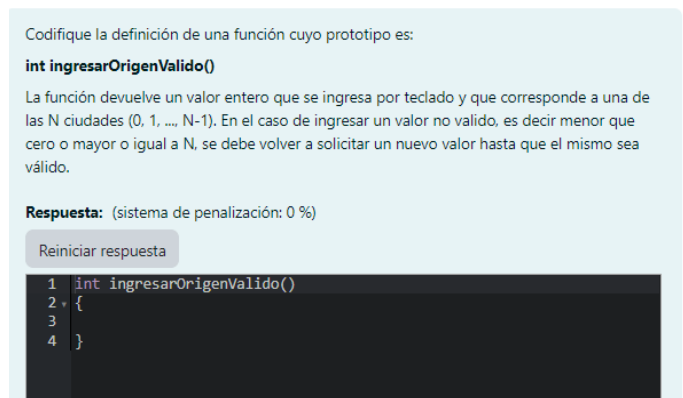 Codifique la definición de una función cuyo prototipo es:
int ingresarOrigenValido()
La función devuelve un valor entero que se ingresa por teclado y que corresponde a una de
las N ciudades (0, 1, ..., N-1). En el caso de ingresar un valor no valido, es decir menor que
cero o mayor o igual a N, se debe volver a solicitar un nuevo valor hasta que el mismo sea
válido.
Respuesta: (sistema de penalización: 0 %)
Reiniciar respuesta
1 int ingresarOrigenValido()
2 {
3
4 }